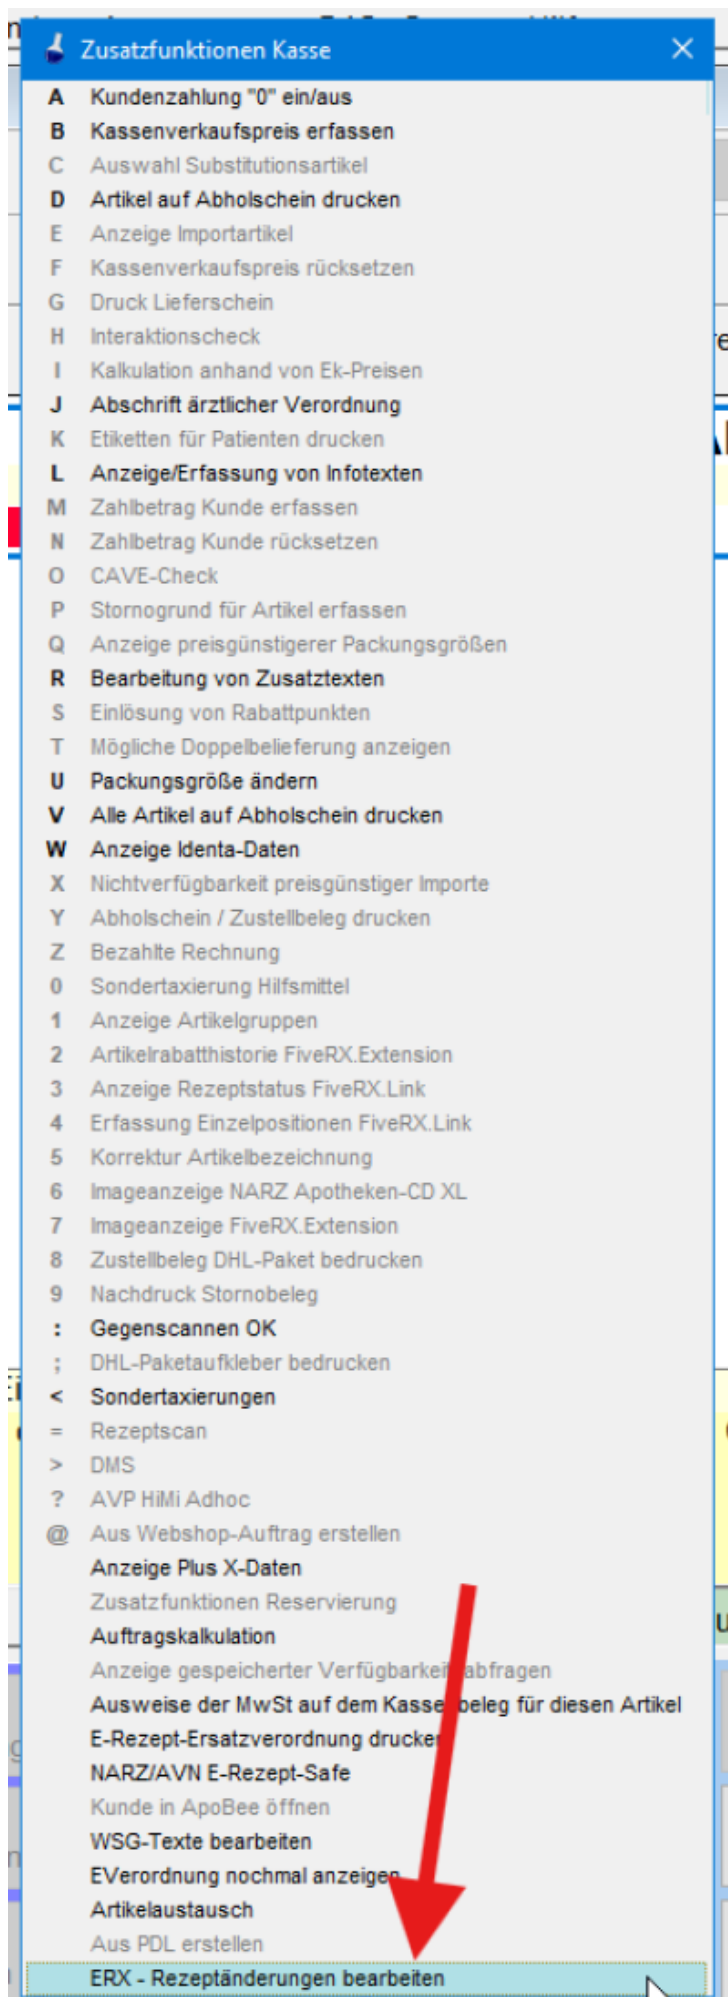 Zusatzfunktionen Kasse
A Kundenzahlung "0" ein/aus
B Kassenverkaufspreis erfassen
C Auswahl Substitutionsartikel
D Artikel auf Abholschein drucken
E Anzeige Importartikel
F Kassenverkaufspreis rücksetzen
G Druck Lieferschein
H Interaktionscheck
I Kalkulation anhand von Ek-Preisen
J Abschrift ärztlicher Verordnung
K Etiketten für Patienten drucken
L Anzeige/Erfassung von Infotexten
M Zahlbetrag Kunde erfassen
N Zahlbetrag Kunde rücksetzen
O CAVE-Check
P Stornogrund für Artikel erfassen
Q Anzeige preisgünstigerer Packungsgrößen
R Bearbeitung von Zusatztexten
S Einlösung von Rabattpunkten
T Mögliche Doppelbelieferung anzeigen
U Packungsgröße ändern
V Alle Artikel auf Abholschein drucken
W Anzeige Identa-Daten
X Nichtverfügbarkeit preisgünstiger Importe
Y Abholschein / Zustellbeleg drucken
Z Bezahlte Rechnung
0 Sondertaxierung Hilfsmittel
1 Anzeige Artikelgruppen
2 Artikelrabatthistorie FiveRX.Extension
3 Anzeige Rezeptstatus FiveRX.Link
4 Erfassung Einzelpositionen FiveRX.Link
5 Korrektur Artikelbezeichnung
6 Imageanzeige NARZ Apotheken-CD XL
7 Imageanzeige FiveRX.Extension
8 Zustellbeleg DHL-Paket bedrucken
9 Nachdruck Stornobeleg
: Gegenscannen OK
; DHL-Paketaufkleber bedrucken
< Sondertaxierungen
= Rezeptscan
> DMS
? AVP HiMi Adhoc
@ Aus Webshop-Auftrag erstellen
Anzeige Plus X-Daten
Zusatzfunktionen Reservierung
Auftragskalkulation
Anzeige gespeicherter Verfügbarkeitsabfragen
Ausweise der MwSt auf dem Kassenbeleg für diesen Artikel
E-Rezept-Ersatzverordnung drucken
NARZ/AVN E-Rezept-Safe
Kunde in ApoBee öffnen
WSG-Texte bearbeiten
EVerordnung nochmal anzeigen
Artikelaustausch
Aus PDL erstellen
ERX - Rezeptänderungen bearbeiten